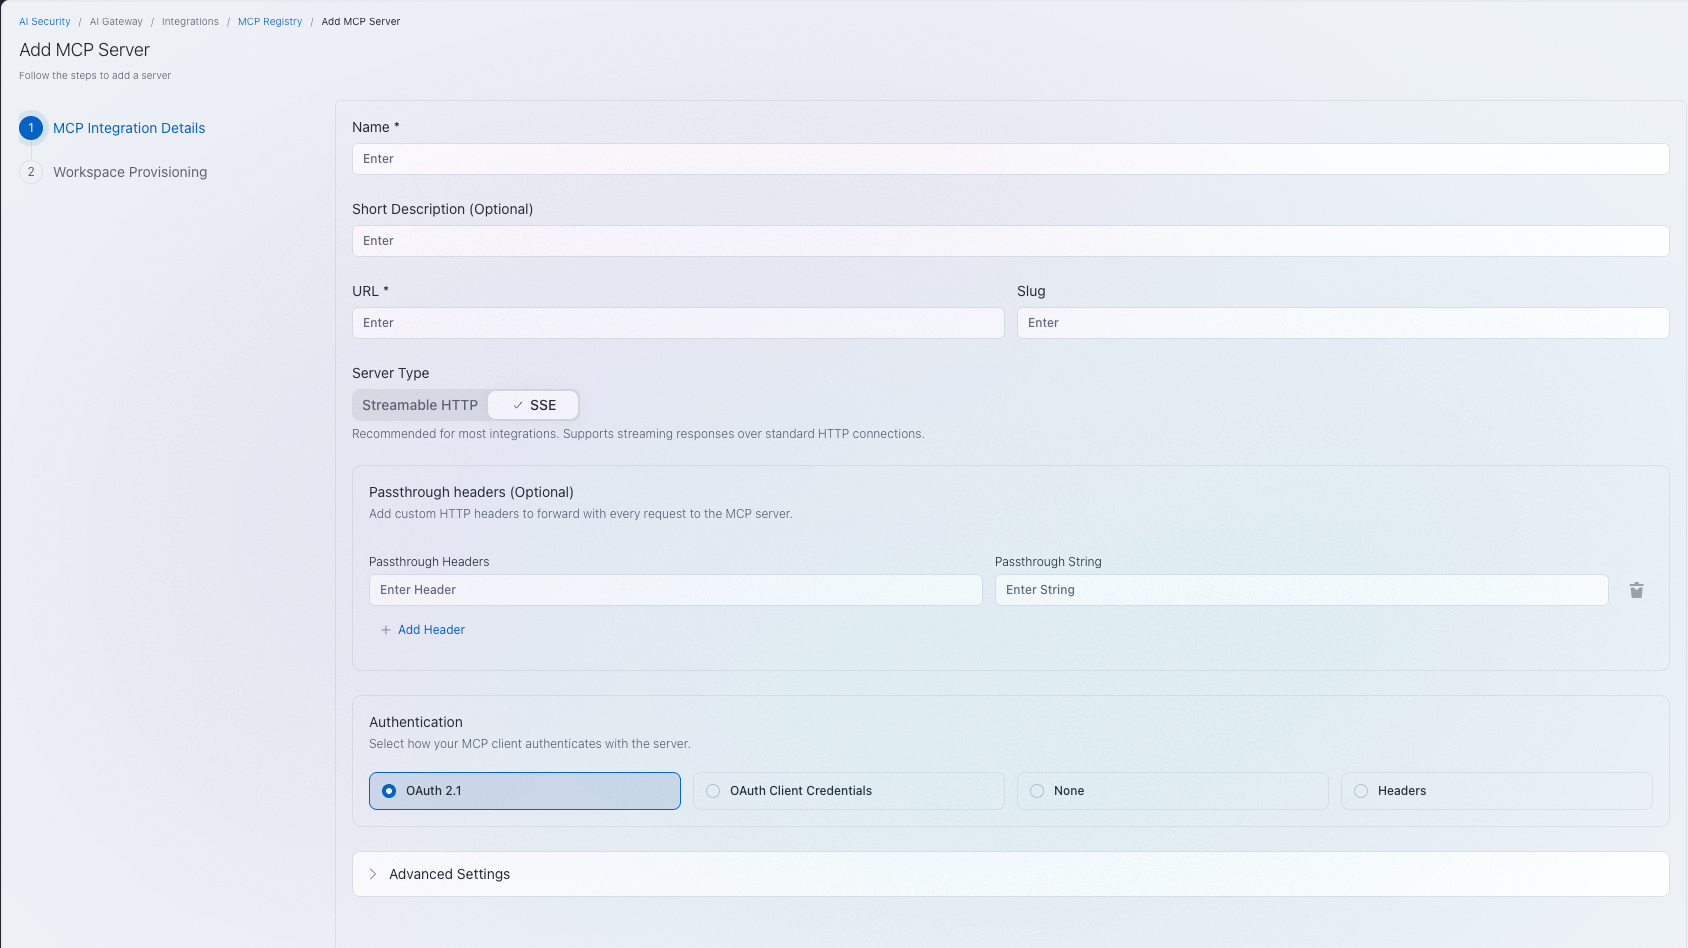 AI Security / AI Gateway / Integrations / MCP Registry / Add MCP Server
Add MCP Server
Follow the steps to add a server
1 MCP Integration Details
2 Workspace Provisioning
Name *
Enter
Short Description (Optional)
Enter
URL * Slug
Enter Enter
Server Type
Streamable HTTP ✓ SSE
Recommended for most integrations. Supports streaming responses over standard HTTP connections.
Passthrough headers (Optional)
Add custom HTTP headers to forward with every request to the MCP server.
Passthrough Headers Passthrough String
Enter Header Enter String
+ Add Header
Authentication
Select how your MCP client authenticates with the server.
OAuth 2.1 OAuth Client Credentials None Headers
Advanced Settings